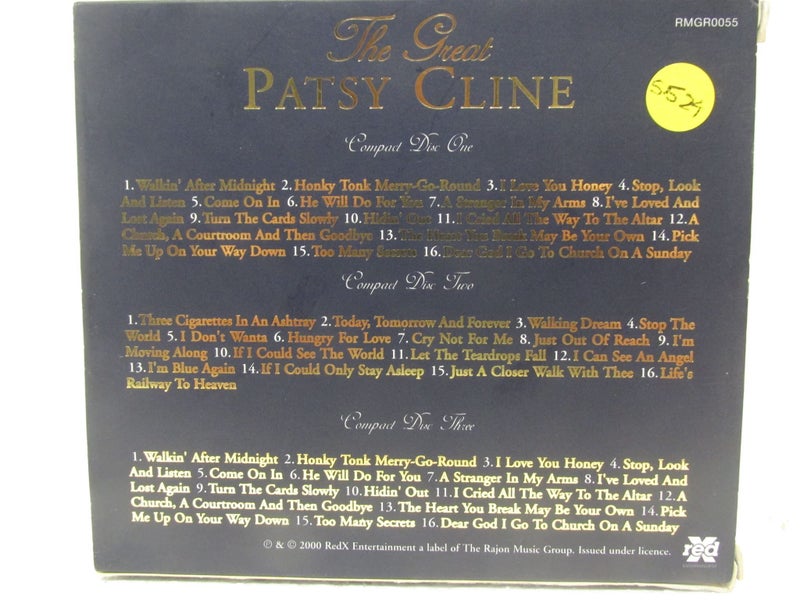 RMGR0055
The Great
PATSY CLINE
5524
Compact Disc One
1.Walkin' After Midnight 2.Honky Tonk Merry-Go-Round 3.I Love You Honey 4.Stop, Look
And Listen 5.Come On In 6.He Will Do For You 7.A Stranger In My Arms 8.I've Loved And
Lost Again 9.Turn The Cards Slowly 10.Hidin' Out 11.I Cried All The Way To The Altar 12.A
Church, A Courtroom And Then Goodbye 13.The Heart You Break May Be Your Own 14.Pick
Me Up On Your Way Down 15.Too Many Secrets 16.Dear God I Go To Church On A Sunday
Compact Disc Two
1.Three Cigarettes In An Ashtray 2.Today, Tomorrow And Forever 3.Walking Dream 4.Stop The
World 5.I Don't Wanta 6.Hungry For Love 7.Cry Not For Me 8.Just Out Of Reach 9.I'm
Moving Along 10.If I Could See The World 11.Let The Teardrops Fall 12.I Can See An Angel
13.I'm Blue Again 14.If I Could Only Stay Asleep 15.Just A Closer Walk With Thee 16.Life's
Railway To Heaven
Compact Disc Three
1.Walkin' After Midnight 2.Honky Tonk Merry-Go-Round 3.I Love You Honey 4.Stop, Look
And Listen 5.Come On In 6.He Will Do For You 7.A Stranger In My Arms 8.I've Loved And
Lost Again 9.Turn The Cards Slowly 10.Hidin' Out 11.I Cried All The Way To The Altar 12.A
Church, A Courtroom And Then Goodbye 13.The Heart You Break May Be Your Own 14.Pick
Me Up On Your Way Down 15.Too Many Secrets 16.Dear God I Go To Church On A Sunday
℗ & © 2000 RedX Entertainment a label of The Rajon Music Group. Issued under licence.
red X